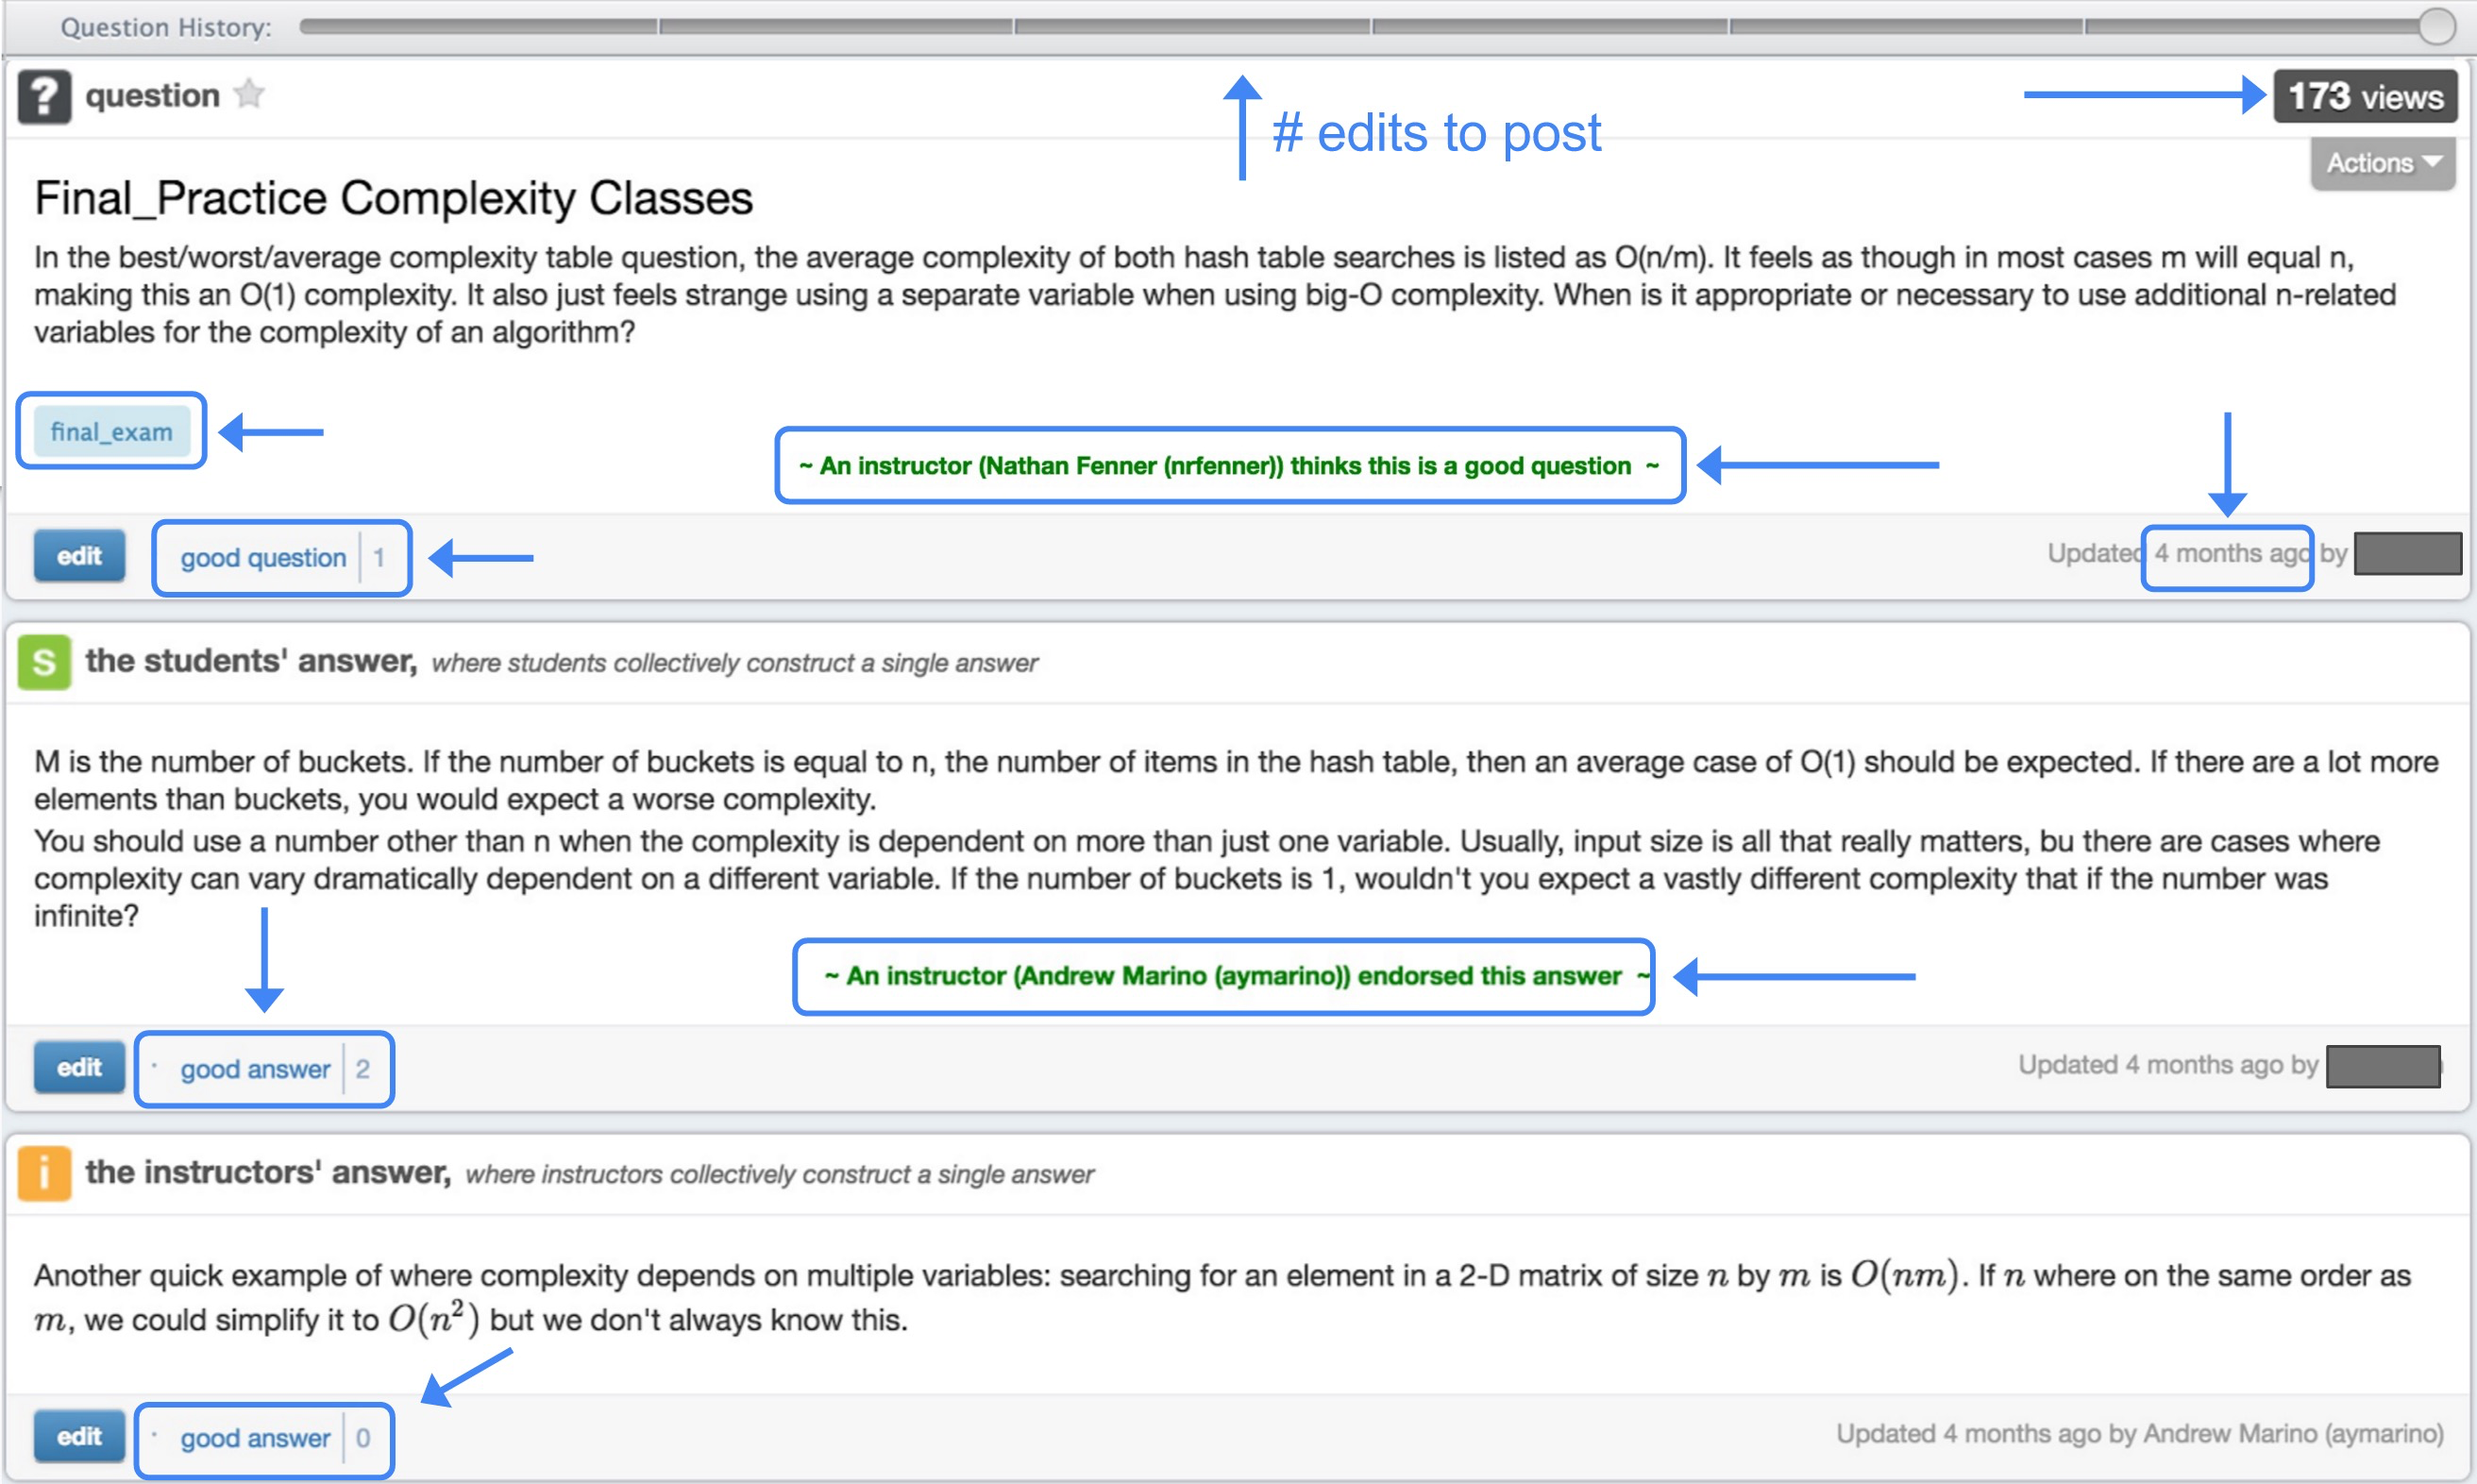 Question History:
question
173 views
# edits to post
Actions
Final_Practice Complexity Classes
In the best/worst/average complexity table question, the average complexity of both hash table searches is listed as O(n/m). It feels as though in most cases m will equal n,
making this an O(1) complexity. It also just feels strange using a separate variable when using big-O complexity. When is it appropriate or necessary to use additional n-related
variables for the complexity of an algorithm?
final_exam
~ An instructor (Nathan Fenner (nrfenner)) thinks this is a good question ~
edit good question 1 Updated 4 months ago by
S the students' answer, where students collectively construct a single answer
M is the number of buckets. If the number of buckets is equal to n, the number of items in the hash table, then an average case of O(1) should be expected. If there are a lot more
elements than buckets, you would expect a worse complexity.
You should use a number other than n when the complexity is dependent on more than just one variable. Usually, input size is all that really matters, bu there are cases where
complexity can vary dramatically dependent on a different variable. If the number of buckets is 1, wouldn't you expect a vastly different complexity that if the number was
infinite?
~ An instructor (Andrew Marino (aymarino)) endorsed this answer ~
edit · good answer 2 Updated 4 months ago by
i the instructors' answer, where instructors collectively construct a single answer
Another quick example of where complexity depends on multiple variables: searching for an element in a 2-D matrix of size n by m is O(nm). If n where on the same order as
m, we could simplify it to O(n²) but we don't always know this.
edit · good answer 0 Updated 4 months ago by Andrew Marino (aymarino)